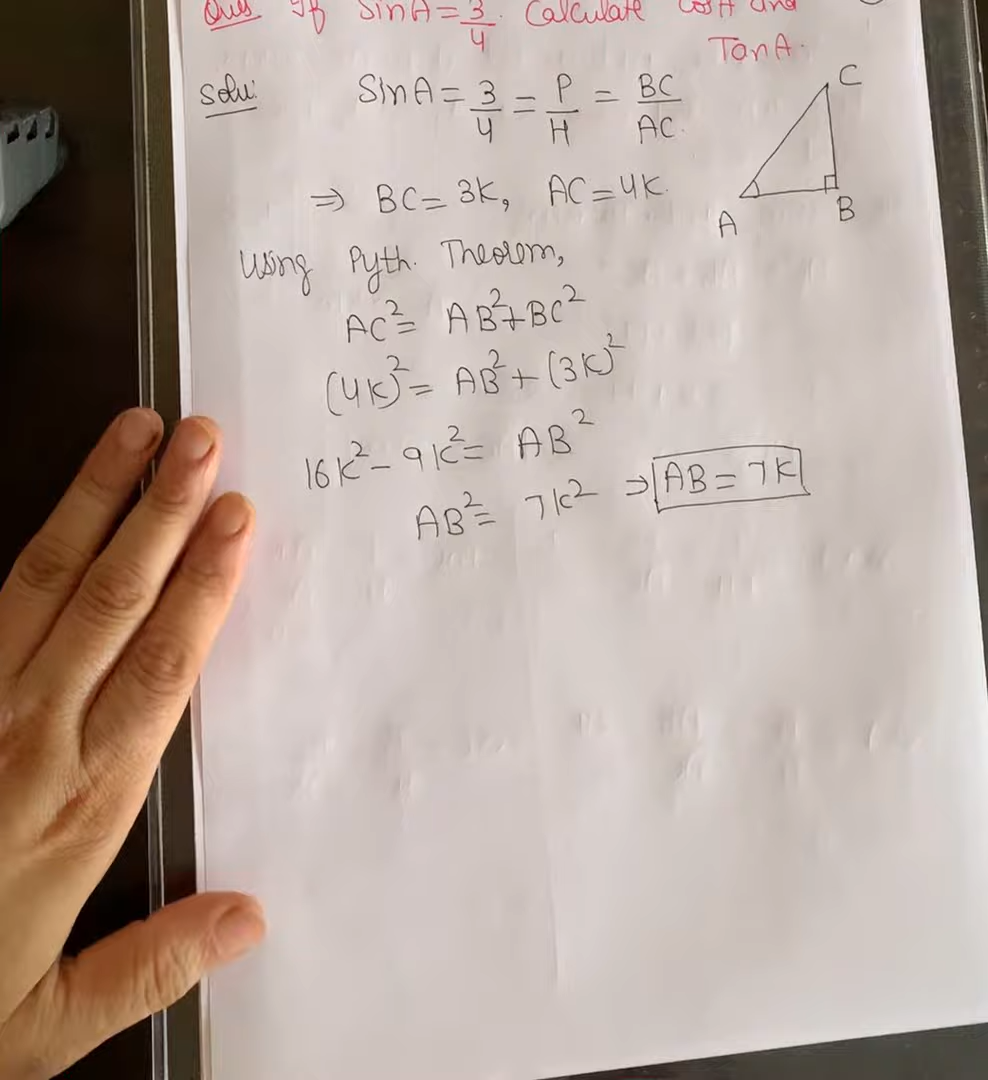 Ques If SinA = 3/4. Calculate CosA and
TanA.
Solu: SinA = 3/4 = P/H = BC/AC.
⇒ BC = 3K, AC = 4K.
C
A
B
Using Pyth. Theorem,
AC² = AB² + BC²
(4K)² = AB² + (3K)²
16K² - 9K² = AB²
AB² = 7K² ⇒ AB = 7K